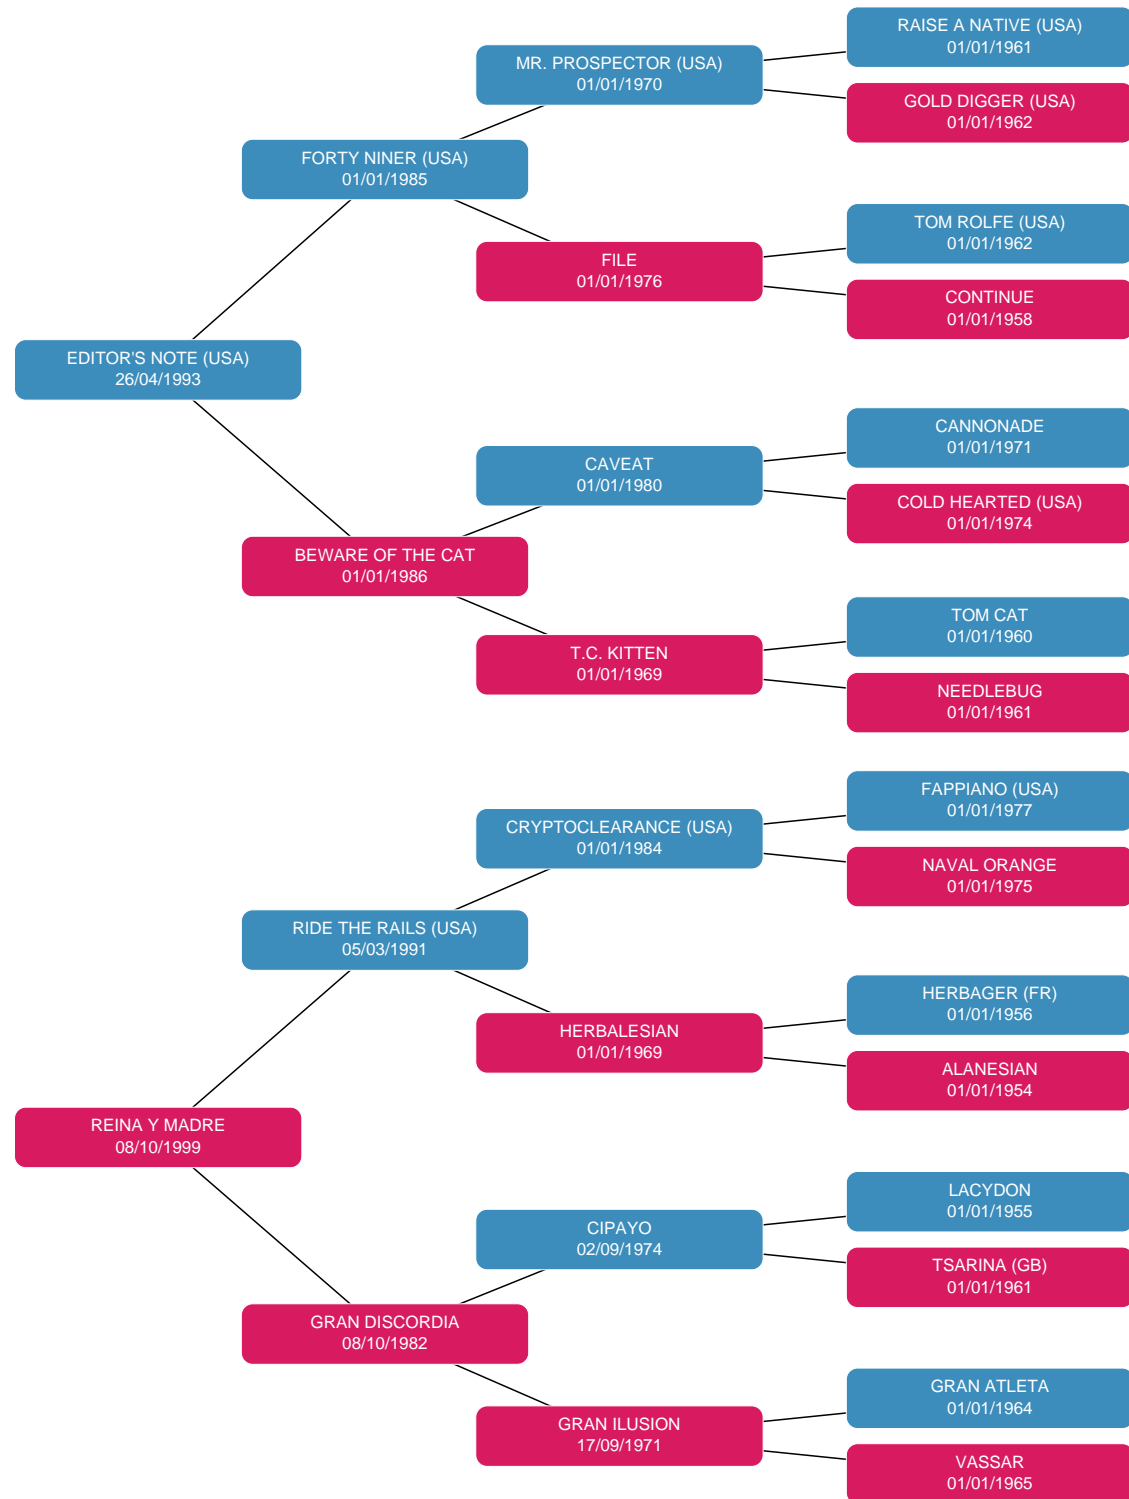 RAISE A NATIVE (USA)
01/01/1961
MR. PROSPECTOR (USA)
01/01/1970
GOLD DIGGER (USA)
01/01/1962
FORTY NINER (USA)
01/01/1985
TOM ROLFE (USA)
01/01/1962
FILE
01/01/1976
CONTINUE
01/01/1958
EDITOR'S NOTE (USA)
26/04/1993
CANNONADE
01/01/1971
CAVEAT
01/01/1980
COLD HEARTED (USA)
01/01/1974
BEWARE OF THE CAT
01/01/1986
TOM CAT
01/01/1960
T.C. KITTEN
01/01/1969
NEEDLEBUG
01/01/1961
FAPPIANO (USA)
01/01/1977
CRYPTOCLEARANCE (USA)
01/01/1984
NAVAL ORANGE
01/01/1975
RIDE THE RAILS (USA)
05/03/1991
HERBAGER (FR)
01/01/1956
HERBALESIAN
01/01/1969
ALANESIAN
01/01/1954
REINA Y MADRE
08/10/1999
LACYDON
01/01/1955
CIPAYO
02/09/1974
TSARINA (GB)
01/01/1961
GRAN DISCORDIA
08/10/1982
GRAN ATLETA
01/01/1964
GRAN ILUSION
17/09/1971
VASSAR
01/01/1965